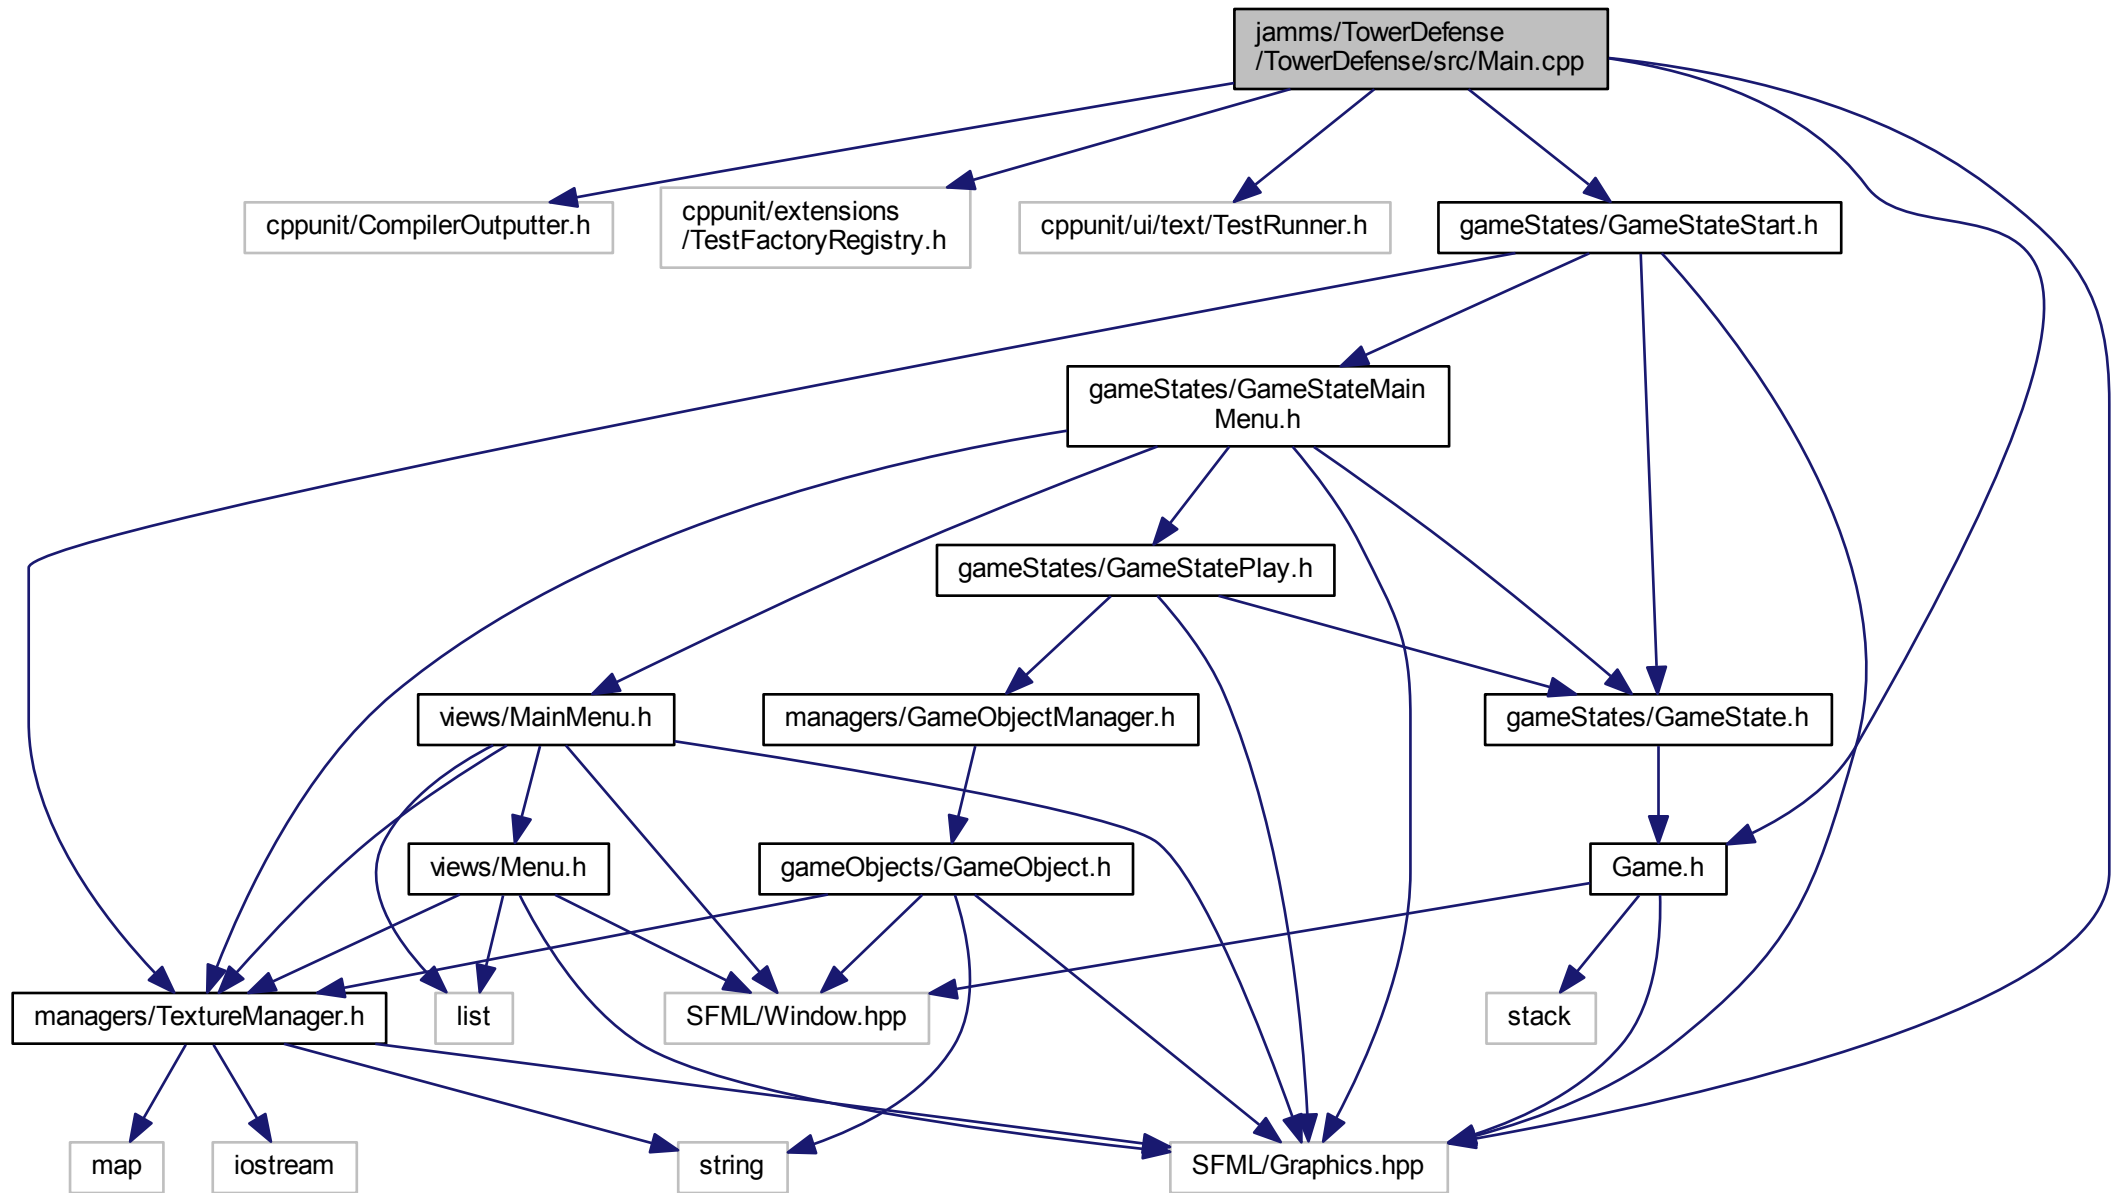 jamms/TowerDefense
/TowerDefense/src/Main.cpp
cppunit/CompilerOutputter.h
cppunit/extensions
/TestFactoryRegistry.h
cppunit/ui/text/TestRunner.h
gameStates/GameStateStart.h
gameStates/GameStateMain
Menu.h
gameStates/GameStatePlay.h
views/MainMenu.h
managers/GameObjectManager.h
gameStates/GameState.h
views/Menu.h
gameObjects/GameObject.h
Game.h
managers/TextureManager.h
list
SFML/Window.hpp
stack
map
iostream
string
SFML/Graphics.hpp